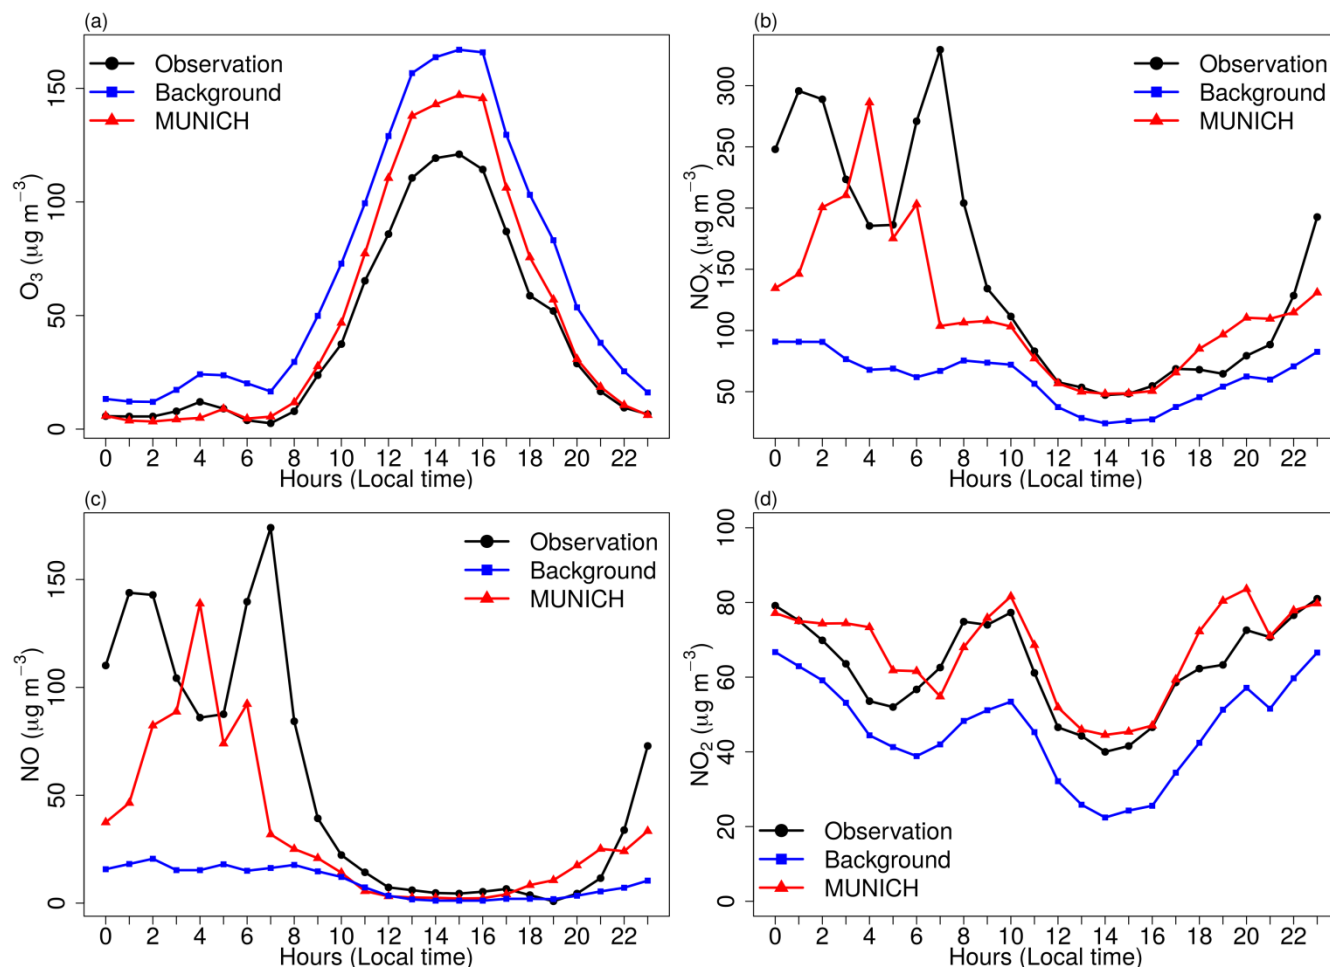 (a)
O₃ (μg m⁻³)
0 50 100 150
Observation
Background
MUNICH
0 2 4 6 8 10 12 14 16 18 20 22
Hours (Local time)
(b)
NOX (μg m⁻³)
50 100 150 200 250 300
Observation
Background
MUNICH
0 2 4 6 8 10 12 14 16 18 20 22
Hours (Local time)
(c)
NO (μg m⁻³)
0 50 100 150
Observation
Background
MUNICH
0 2 4 6 8 10 12 14 16 18 20 22
Hours (Local time)
(d)
NO₂ (μg m⁻³)
0 20 40 60 80 100
Observation
Background
MUNICH
0 2 4 6 8 10 12 14 16 18 20 22
Hours (Local time)